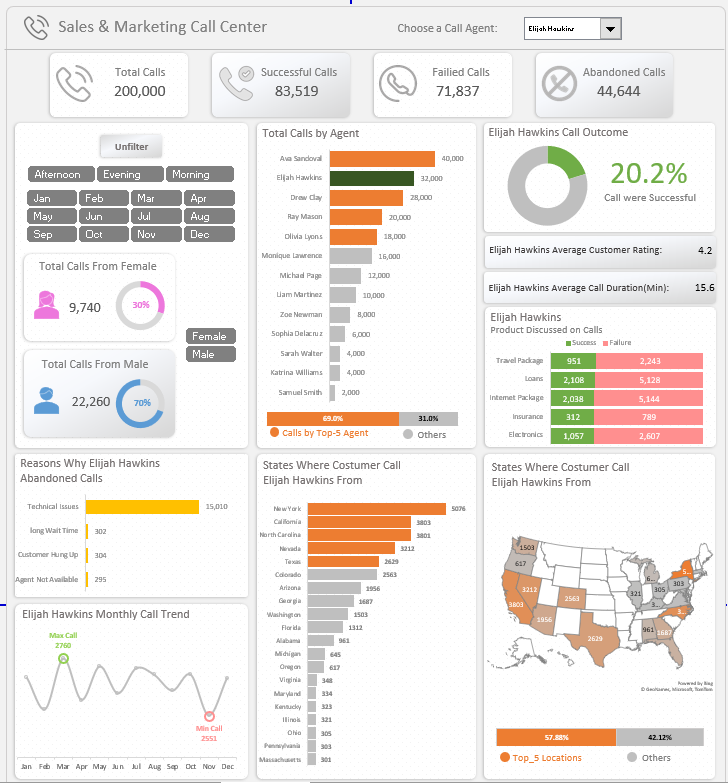 Sales & Marketing Call Center
Choose a Call Agent:
Elijah Hawkins
Total Calls
200,000
Successful Calls
83,519
Failied Calls
71,837
Abandoned Calls
44,644
Unfilter
Afternoon Evening Morning
Jan Feb Mar Apr
May Jun Jul Aug
Sep Oct Nov Dec
Total Calls From Female
9,740
30%
Female
Male
Total Calls From Male
22,260
70%
Total Calls by Agent
Ava Sandoval 40,000
Elijah Hawkins 32,000
Drew Clay 28,000
Ray Mason 20,000
Olivia Lyons 18,000
Monique Lawrence 16,000
Michael Page 12,000
Liam Martinez 10,000
Zoe Newman 8,000
Sophia Delacruz 6,000
Sarah Walter 4,000
Katrina Williams 4,000
Samuel Smith 2,000
69.0% 31.0%
Calls by Top-5 Agent Others
Elijah Hawkins Call Outcome
20.2%
Call were Successful
Elijah Hawkins Average Customer Rating: 4.2
Elijah Hawkins Average Call Duration(Min): 15.6
Elijah Hawkins
Product Discussed on Calls
Success Failure
Travel Package 951 2,243
Loans 2,108 5,128
Internet Package 2,038 5,144
Insurance 312 789
Electronics 1,057 2,607
Reasons Why Elijah Hawkins
Abandoned Calls
Technical Issues 15,010
long Wait Time 302
Customer Hung Up 304
Agent Not Available 295
Elijah Hawkins Monthly Call Trend
Max Call
2760
Min Call
2551
Jan Feb Mar Apr May Jun Jul Aug Sep Oct Nov Dec
States Where Costumer Call
Elijah Hawkins From
New York 5076
California 3803
North Carolina 3801
Nevada 3212
Texas 2629
Colorado 2563
Arizona 1956
Georgia 1687
Washington 1503
Florida 1312
Alabama 961
Michigan 645
Oregon 617
Virginia 348
Maryland 334
Kentucky 323
Illinois 321
Ohio 305
Pennsylvania 303
Massachusetts 301
States Where Costumer Call
Elijah Hawkins From
1503
617
3212
3803
2563
1956
2629
321
6...
305
303
5...
3...
3...
961
1687
Powered by Bing
© GeoNames, Microsoft, TomTom
57.88% 42.12%
Top_5 Locations Others